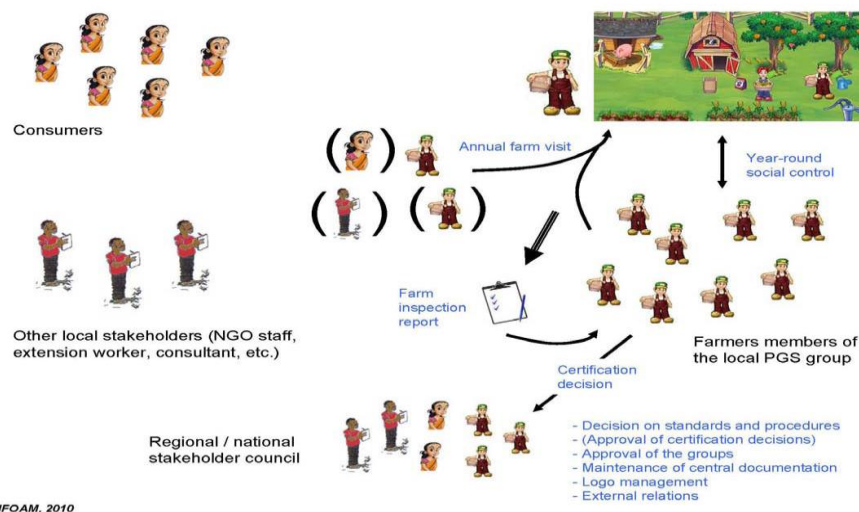 Consumers
Annual farm visit
Year-round
social control
Farm
inspection
report
Other local stakeholders (NGO staff,
extension worker, consultant, etc.)
Farmers members of
the local PGS group
Certification
decision
Regional / national
stakeholder council
- Decision on standards and procedures
- (Approval of certification decisions)
- Approval of the groups
- Maintenance of central documentation
- Logo management
- External relations
IFOAM, 2010